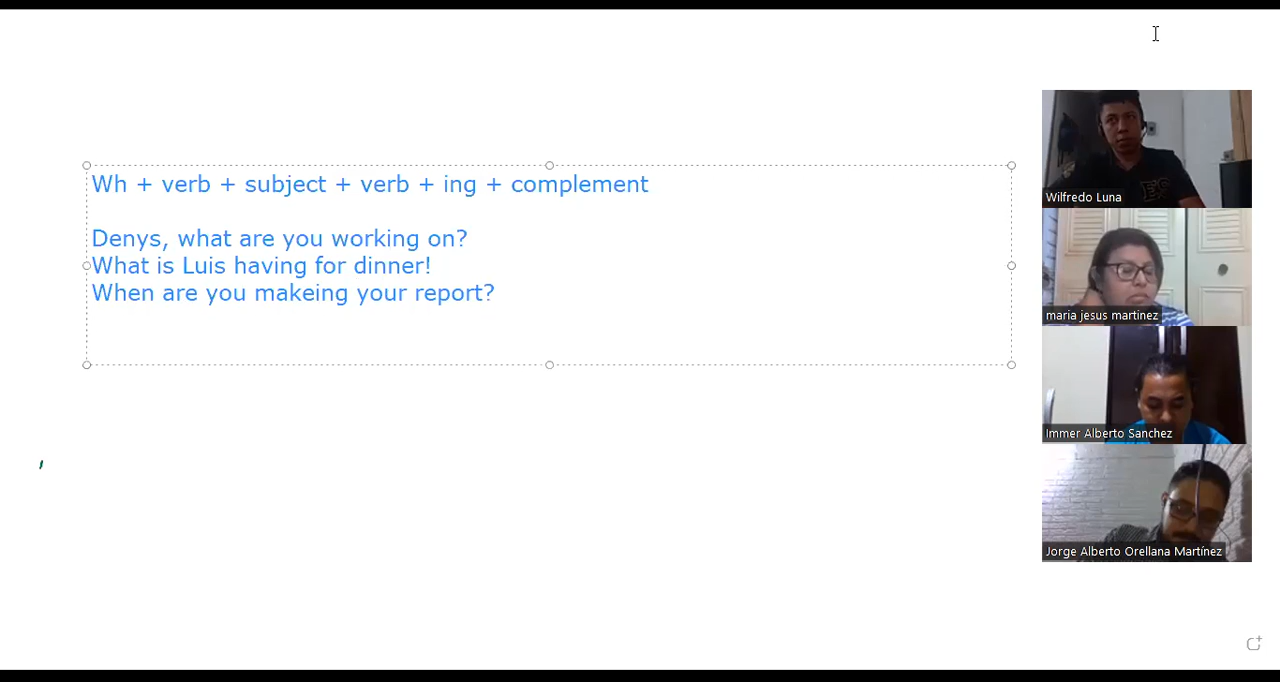 Wh + verb + subject + verb + ing + complement
Denys, what are you working on?
What is Luis having for dinner!
When are you makeing your report?
Wilfredo Luna
maria jesus martinez
Immer Alberto Sanchez
Jorge Alberto Orellana Martínez